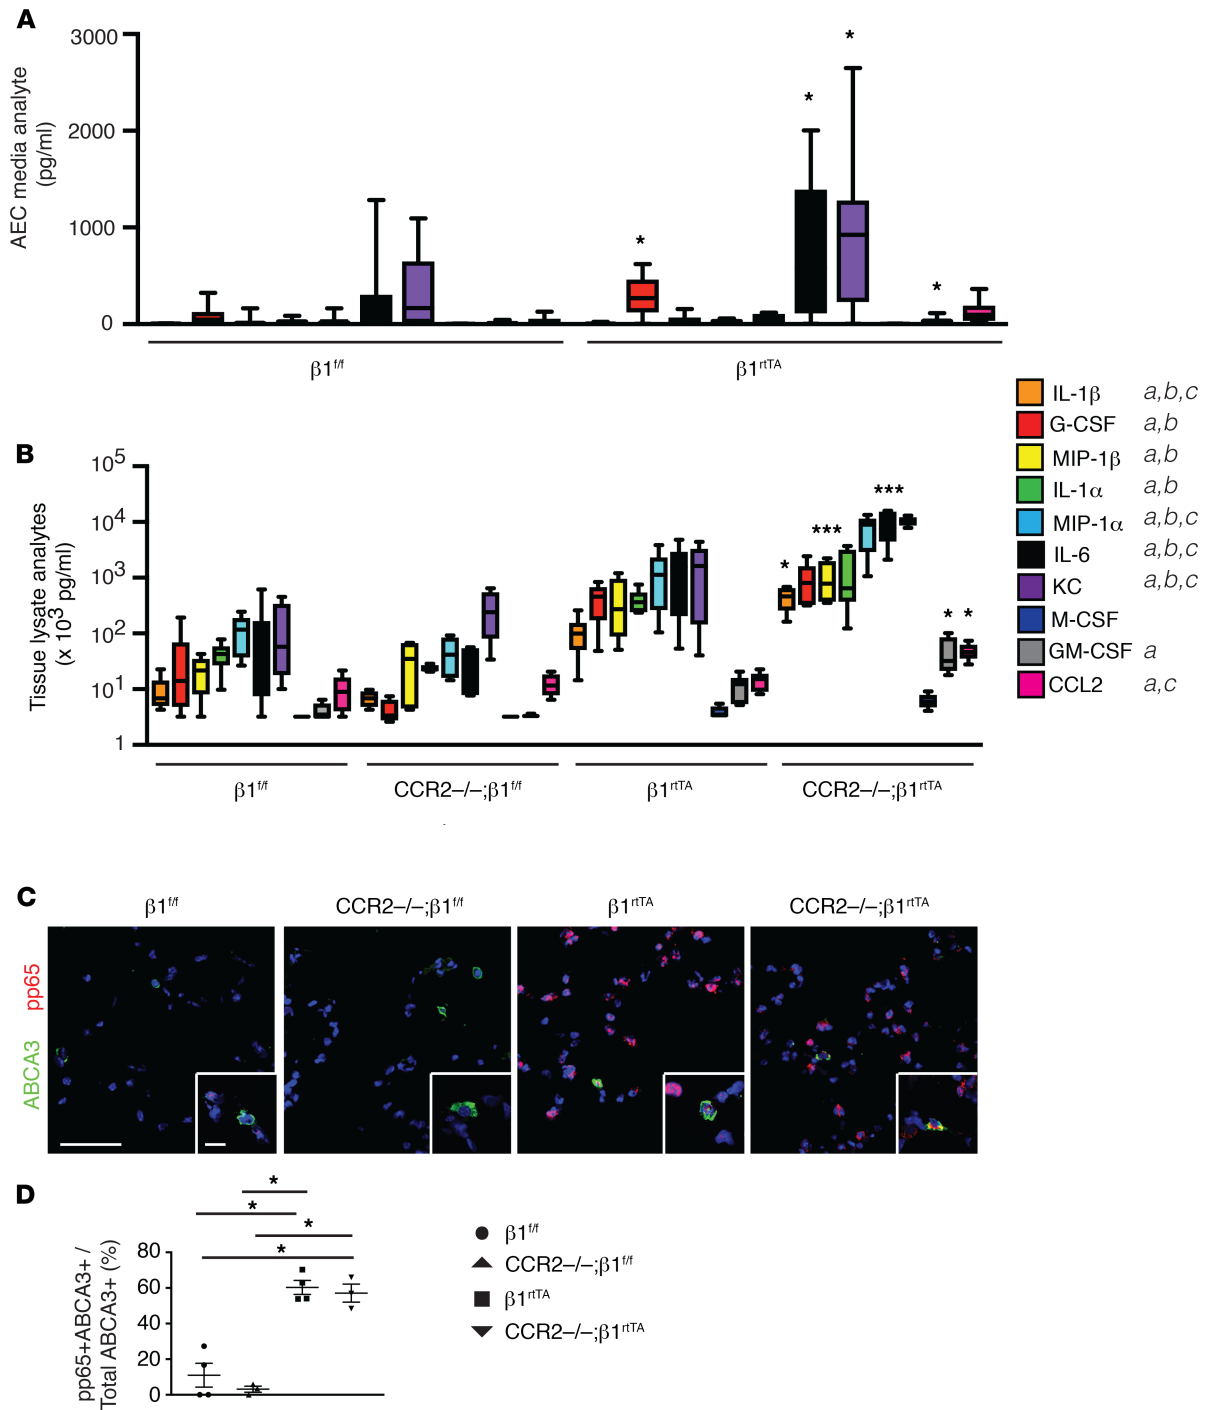 A
3000
2000
1000
0
AEC media analyte
(pg/ml)
*
*
*
*
β1f/f
β1rtTA
IL-1β a,b,c
G-CSF a,b
MIP-1β a,b
IL-1α a,b
MIP-1α a,b,c
IL-6 a,b,c
KC a,b,c
M-CSF
GM-CSF a
CCL2 a,c
B
10^5
10^4
10^3
10^2
10^1
1
Tissue lysate analytes
(x 10^3 pg/ml)
*
***
***
*
*
β1f/f
CCR2–/–;β1f/f
β1rtTA
CCR2–/–;β1rtTA
C
β1f/f
CCR2–/–;β1f/f
β1rtTA
CCR2–/–;β1rtTA
ABCA3 pp65
D
*
*
*
*
80
60
40
20
0
pp65+ABCA3+ /
Total ABCA3+ (%)
β1f/f
CCR2–/–;β1f/f
β1rtTA
CCR2–/–;β1rtTA